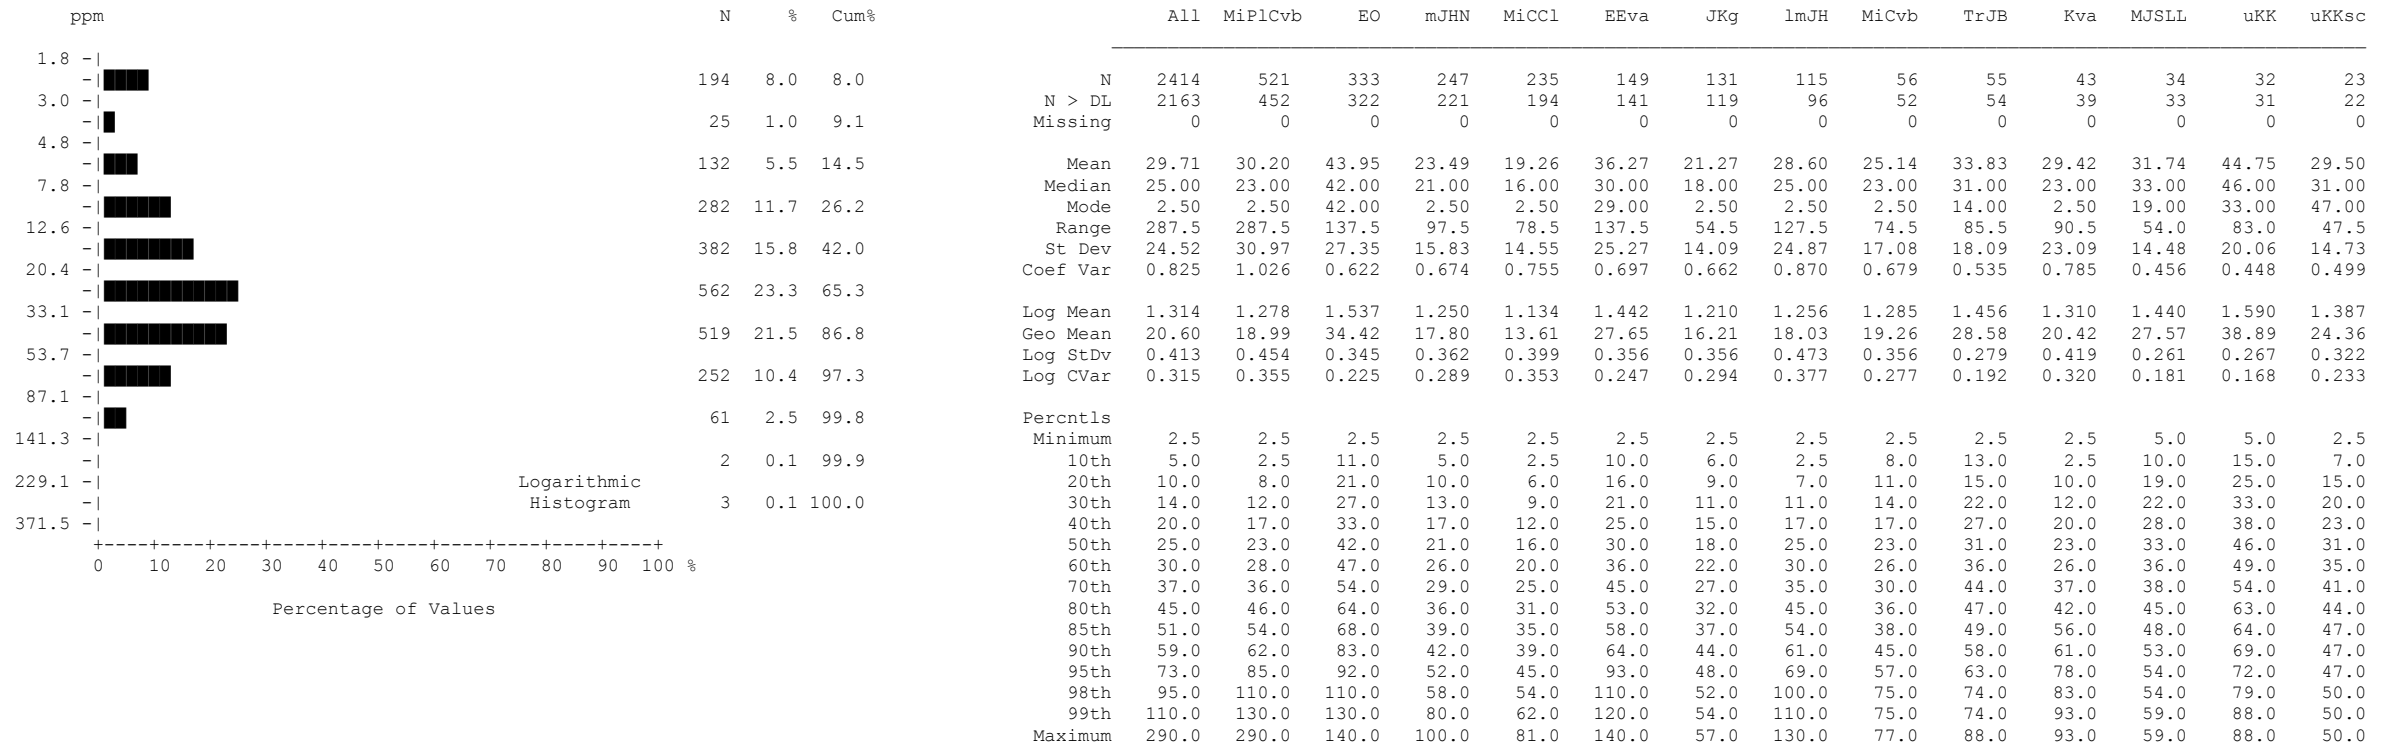 ppm N % Cum% All MiPlCvb EO mJHN MiCCl EEva JKg lmJH MiCvb TrJB Kva MJSLL uKK uKKsc
1.8 -|
-| 194 8.0 8.0 N 2414 521 333 247 235 149 131 115 56 55 43 34 32 23
3.0 -| N > DL 2163 452 322 221 194 141 119 96 52 54 39 33 31 22
-| 25 1.0 9.1 Missing 0 0 0 0 0 0 0 0 0 0 0 0 0 0
4.8 -|
-| 132 5.5 14.5 Mean 29.71 30.20 43.95 23.49 19.26 36.27 21.27 28.60 25.14 33.83 29.42 31.74 44.75 29.50
7.8 -| Median 25.00 23.00 42.00 21.00 16.00 30.00 18.00 25.00 23.00 31.00 23.00 33.00 46.00 31.00
-| 282 11.7 26.2 Mode 2.50 2.50 42.00 2.50 2.50 29.00 2.50 2.50 2.50 14.00 2.50 19.00 33.00 47.00
12.6 -| Range 287.5 287.5 137.5 97.5 78.5 137.5 54.5 127.5 74.5 85.5 90.5 54.0 83.0 47.5
-| 382 15.8 42.0 St Dev 24.52 30.97 27.35 15.83 14.55 25.27 14.09 24.87 17.08 18.09 23.09 14.48 20.06 14.73
20.4 -| Coef Var 0.825 1.026 0.622 0.674 0.755 0.697 0.662 0.870 0.679 0.535 0.785 0.456 0.448 0.499
-| 562 23.3 65.3
33.1 -| Log Mean 1.314 1.278 1.537 1.250 1.134 1.442 1.210 1.256 1.285 1.456 1.310 1.440 1.590 1.387
-| 519 21.5 86.8 Geo Mean 20.60 18.99 34.42 17.80 13.61 27.65 16.21 18.03 19.26 28.58 20.42 27.57 38.89 24.36
53.7 -| Log StDv 0.413 0.454 0.345 0.362 0.399 0.356 0.356 0.473 0.356 0.279 0.419 0.261 0.267 0.322
-| 252 10.4 97.3 Log CVar 0.315 0.355 0.225 0.289 0.353 0.247 0.294 0.377 0.277 0.192 0.320 0.181 0.168 0.233
87.1 -|
-| 61 2.5 99.8 Percntls
141.3 -| Minimum 2.5 2.5 2.5 2.5 2.5 2.5 2.5 2.5 2.5 2.5 2.5 5.0 5.0 2.5
-| 2 0.1 99.9 10th 5.0 2.5 11.0 5.0 2.5 10.0 6.0 2.5 8.0 13.0 2.5 10.0 15.0 7.0
229.1 -| Logarithmic 20th 10.0 8.0 21.0 10.0 6.0 16.0 9.0 7.0 11.0 15.0 10.0 19.0 25.0 15.0
-| Histogram 3 0.1 100.0 30th 14.0 12.0 27.0 13.0 9.0 21.0 11.0 11.0 14.0 22.0 12.0 22.0 33.0 20.0
371.5 -| 40th 20.0 17.0 33.0 17.0 12.0 25.0 15.0 17.0 17.0 27.0 20.0 28.0 38.0 23.0
+----+----+----+----+----+----+----+----+----+----+ 50th 25.0 23.0 42.0 21.0 16.0 30.0 18.0 25.0 23.0 31.0 23.0 33.0 46.0 31.0
0 10 20 30 40 50 60 70 80 90 100 % 60th 30.0 28.0 47.0 26.0 20.0 36.0 22.0 30.0 26.0 36.0 26.0 36.0 49.0 35.0
70th 37.0 36.0 54.0 29.0 25.0 45.0 27.0 35.0 30.0 44.0 37.0 38.0 54.0 41.0
Percentage of Values 80th 45.0 46.0 64.0 36.0 31.0 53.0 32.0 45.0 36.0 47.0 42.0 45.0 63.0 44.0
85th 51.0 54.0 68.0 39.0 35.0 58.0 37.0 54.0 38.0 49.0 56.0 48.0 64.0 47.0
90th 59.0 62.0 83.0 42.0 39.0 64.0 44.0 61.0 45.0 58.0 61.0 53.0 69.0 47.0
95th 73.0 85.0 92.0 52.0 45.0 93.0 48.0 69.0 57.0 63.0 78.0 54.0 72.0 47.0
98th 95.0 110.0 110.0 58.0 54.0 110.0 52.0 100.0 75.0 74.0 83.0 54.0 79.0 50.0
99th 110.0 130.0 130.0 80.0 62.0 120.0 54.0 110.0 75.0 74.0 93.0 59.0 88.0 50.0
Maximum 290.0 290.0 140.0 100.0 81.0 140.0 57.0 130.0 77.0 88.0 93.0 59.0 88.0 50.0